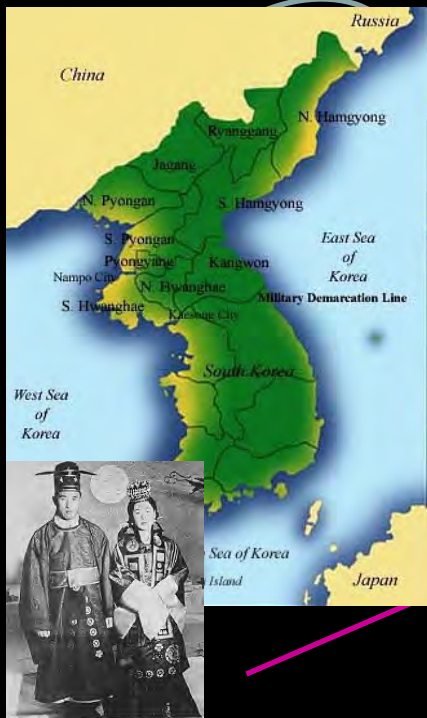 Russia
China
N. Hamgyong
Ryanggang
Jagang
N. Pyongan
S. Hamgyong
S. Pyongan
East Sea
of
Korea
Pyongyang
Kangwon
Nampo City
N. Hwanghae
Military Demarcation Line
S. Hwanghae
Kaesong City
South Korea
West Sea
of
Korea
Sea of Korea
Island
Japan